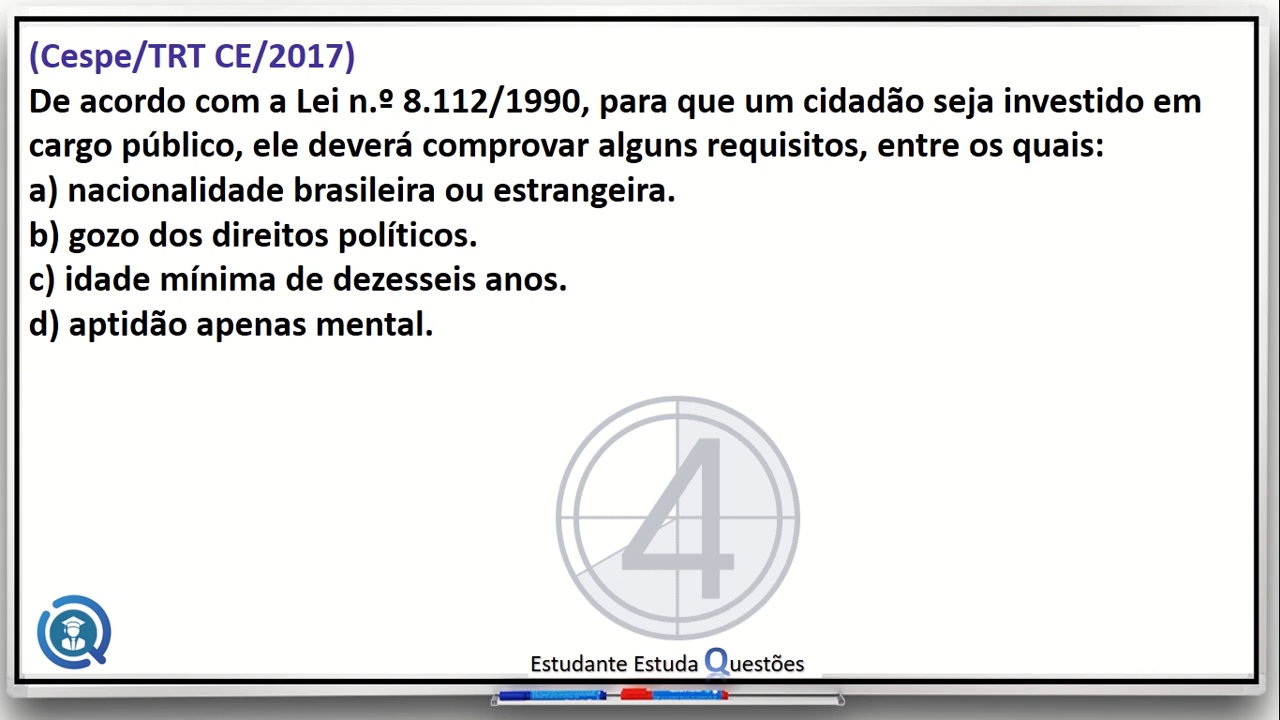 (Cespe/TRT CE/2017)
De acordo com a Lei n.º 8.112/1990, para que um cidadão seja investido em
cargo público, ele deverá comprovar alguns requisitos, entre os quais:
a) nacionalidade brasileira ou estrangeira.
b) gozo dos direitos políticos.
c) idade mínima de dezesseis anos.
d) aptidão apenas mental.
4
Estudante Estuda Questões